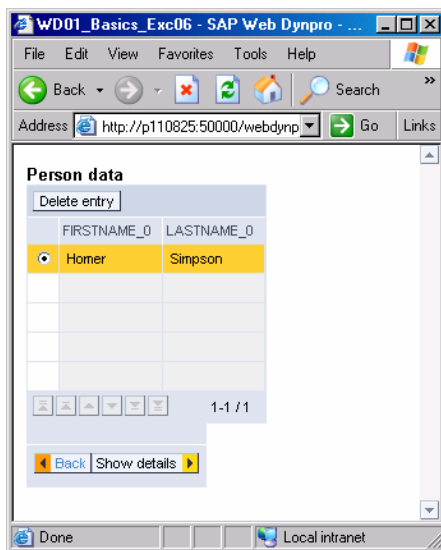 WD01_Basics_Exc06 - SAP Web Dynpro - ...
File Edit View Favorites Tools Help
Back Search »
Address http://p110825:50000/webdynp Go Links
Person data
Delete entry
FIRSTNAME_0 LASTNAME_0
Homer Simpson
1-1 / 1
Back Show details
Done Local intranet